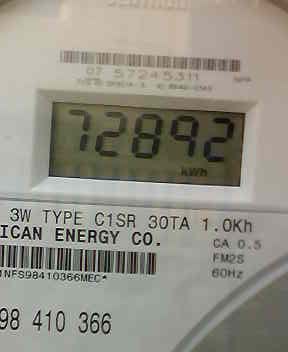 07 57245311
72892
kWh
3W TYPE C1SR 30TA 1.0Kh
ICAN ENERGY CO.
CA 0.5
FM2S
60Hz
1NFS98410366MEC*
98 410 366